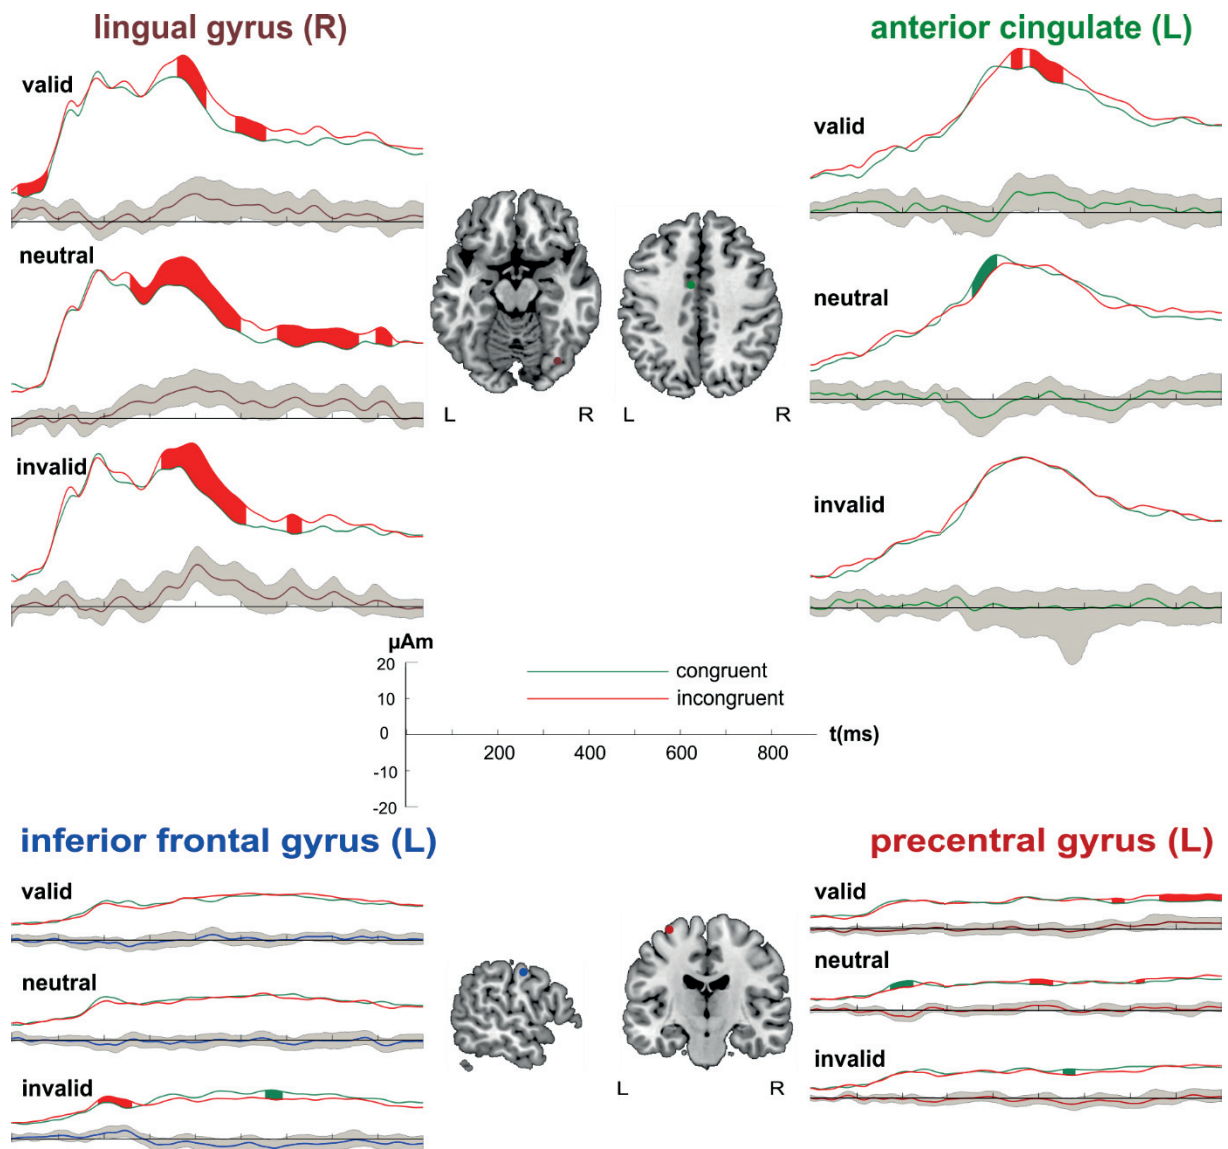 lingual gyrus (R)
anterior cingulate (L)
valid
valid
neutral
neutral
L R L R
invalid
invalid
µAm
20
10
0
-10
-20
congruent
incongruent
200 400 600 800
t(ms)
inferior frontal gyrus (L)
precentral gyrus (L)
valid
valid
neutral
neutral
invalid
invalid
L R